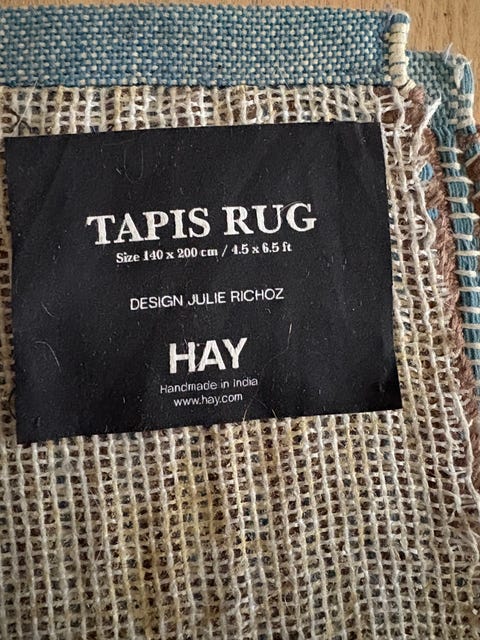 TAPIS RUG
Size 140 x 200 cm / 4.5 x 6.5 ft
DESIGN JULIE RICHOZ
HAY
Handmade in India
www.hay.com